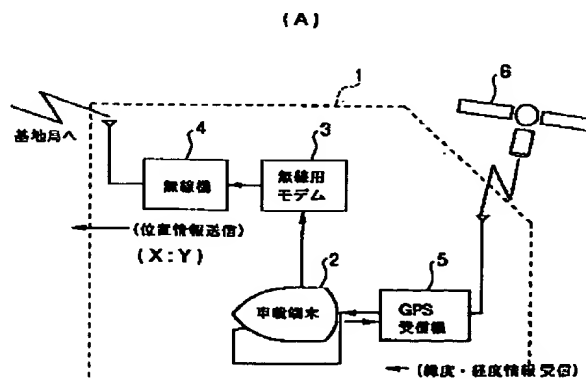 (A)
6
1
基地局へ
4
3
無線機
無線用
モデム
(位置情報送信)
(X:Y)
2
5
車載端末
GPS
受信機
(緯度・経度情報受信)